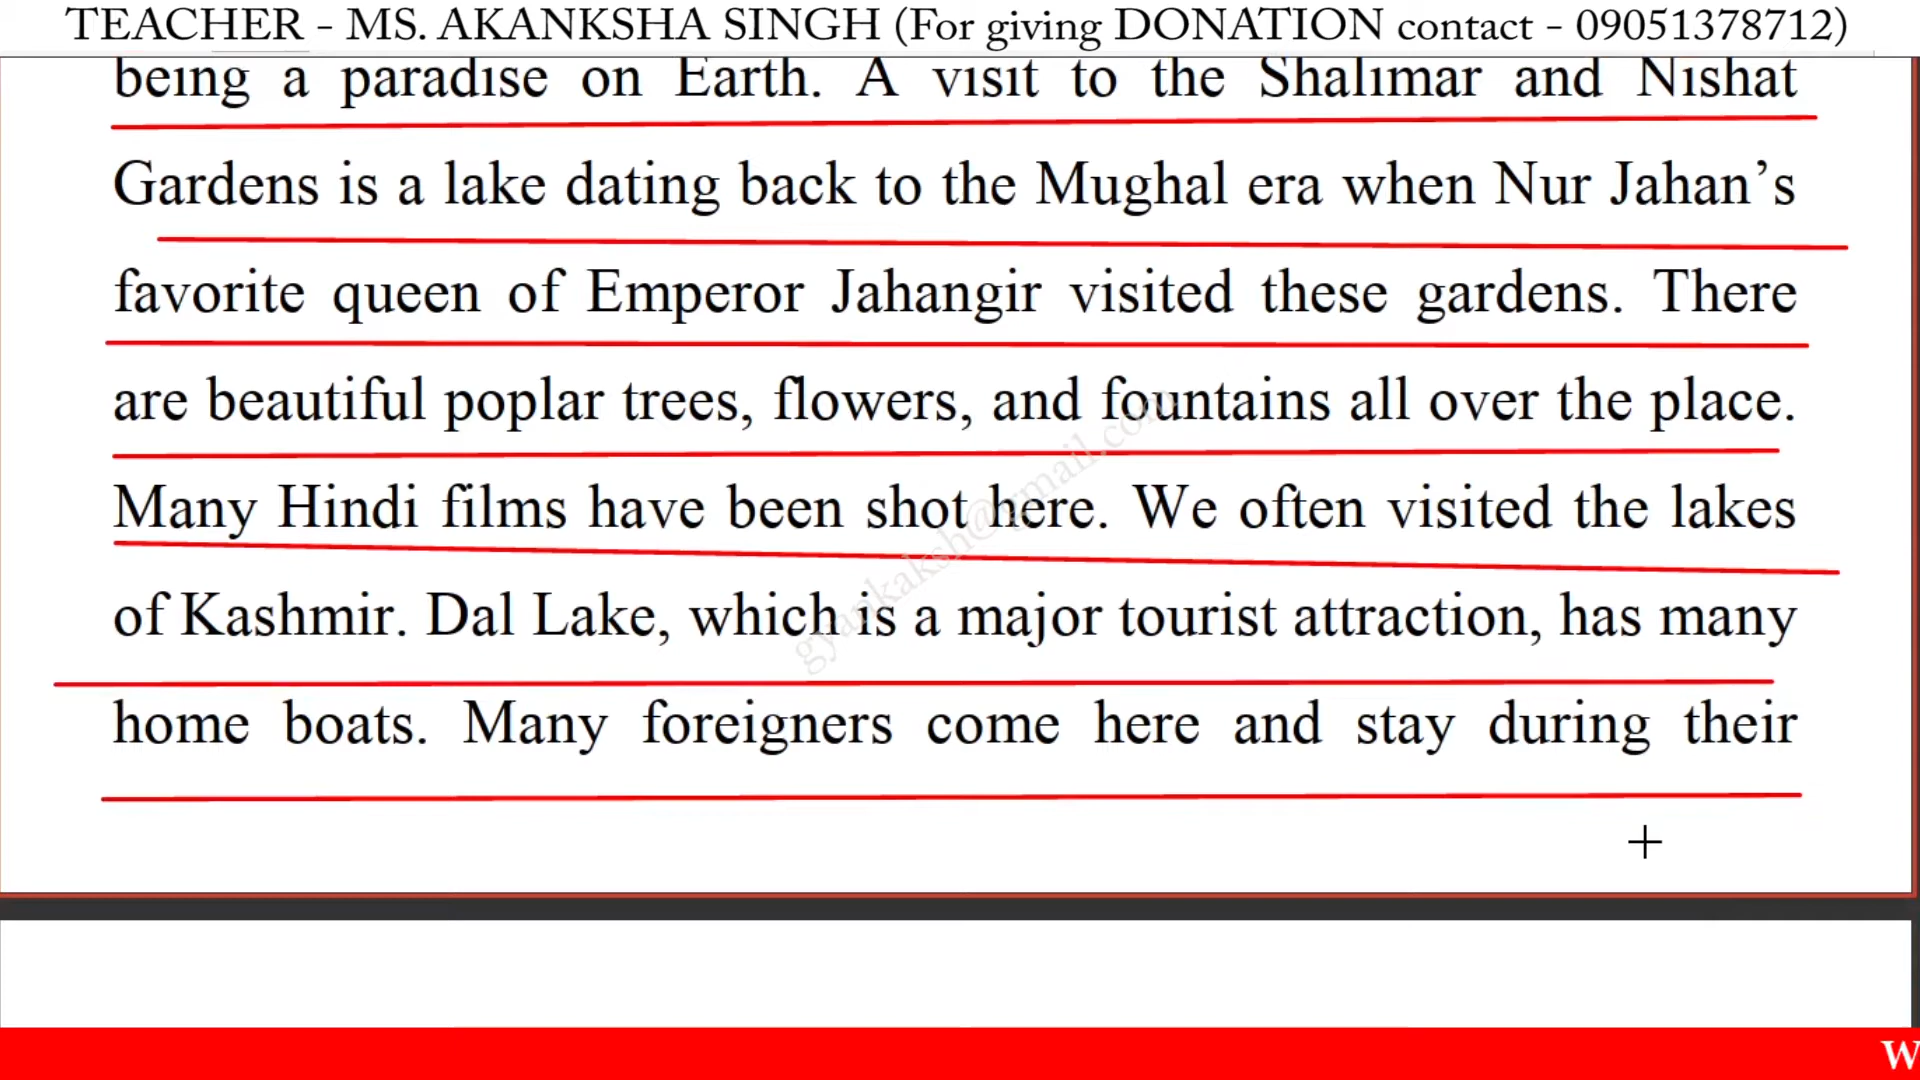 TEACHER - MS. AKANKSHA SINGH (For giving DONATION contact - 09051378712)
being a paradise on Earth. A visit to the Shalimar and Nishat
Gardens is a lake dating back to the Mughal era when Nur Jahan’s
favorite queen of Emperor Jahangir visited these gardens. There
are beautiful poplar trees, flowers, and fountains all over the place.
Many Hindi films have been shot here. We often visited the lakes
of Kashmir. Dal Lake, which is a major tourist attraction, has many
home boats. Many foreigners come here and stay during their
gyankaksh@gmail.com
W